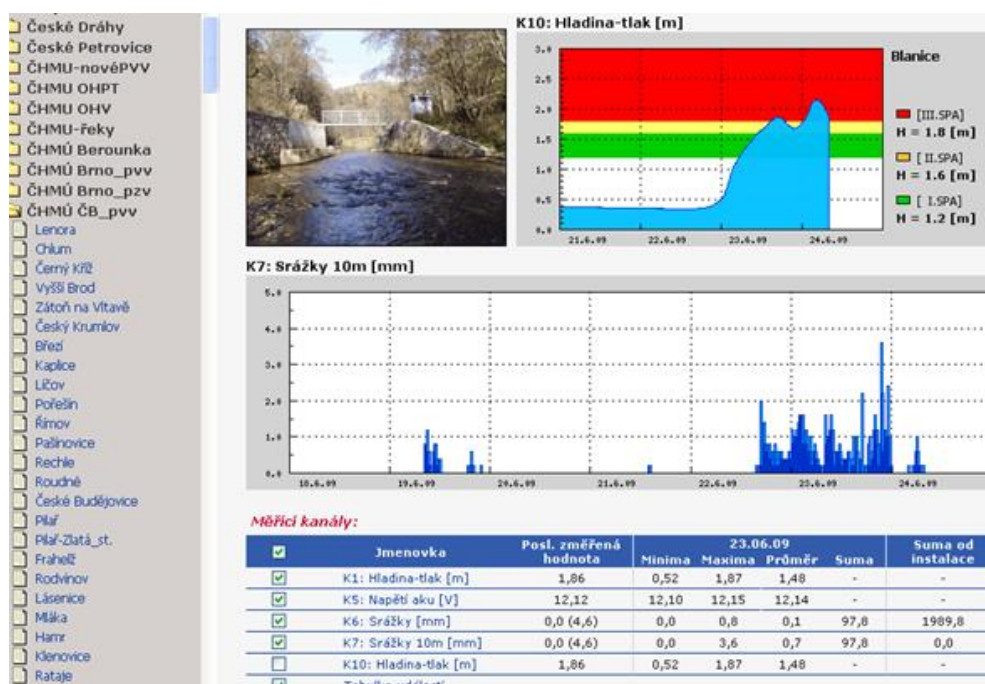 České Dráhy
České Petrovice
ČHMU-novéPVV
ČHMU OHPT
ČHMU OHV
ČHMU-řeky
ČHMÚ Berounka
ČHMÚ Brno_pvv
ČHMÚ Brno_pzv
ČHMÚ ČB_pvv
Lenora
Chlum
Černý Kříž
Vyšší Brod
Zátoň na Vltavě
Český Krumlov
Březí
Kaplice
Líčov
Pořešín
Římov
Pašinovice
Rechle
Roudné
České Budějovice
Pilař
Pilař-Zlatá_st.
Frahelž
Rodvínov
Lásenice
Mláka
Hamr
Klenovice
Rataje
K10: Hladina-tlak [m]
3.0
2.5
2.0
1.5
1.0
0.5
0.0
21.6.09 22.6.09 23.6.09 24.6.09
Blanice
[III.SPA]
H = 1.8 [m]
[ II.SPA]
H = 1.6 [m]
[ I.SPA]
H = 1.2 [m]
K7: Srážky 10m [mm]
5.0
4.0
3.0
2.0
1.0
0.0
18.6.09 19.6.09 20.6.09 21.6.09 22.6.09 23.6.09 24.6.09
Měřící kanály:
Jmenovka Posl. změřená hodnota 23.06.09 Suma od instalace
Minima Maxima Průměr Suma
K1: Hladina-tlak [m] 1,86 0,52 1,87 1,48 - -
K5: Napětí aku [V] 12,12 12,10 12,15 12,14 - -
K6: Srážky [mm] 0,0 (4,6) 0,0 0,8 0,1 97,8 1989,8
K7: Srážky 10m [mm] 0,0 (4,6) 0,0 3,6 0,7 97,8 0,0
K10: Hladina-tlak [m] 1,86 0,52 1,87 1,48 - -